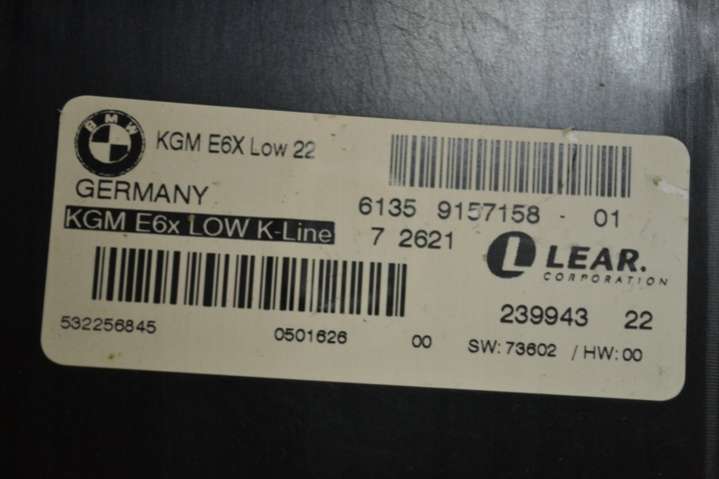 BMW
KGM E6X Low 22
GERMANY
6135 9157158 - 01
KGM E6x LOW K-Line
7 2621
L LEAR.
CORPORATION
239943 22
532256845
0501626 00 SW: 73602 / HW: 00